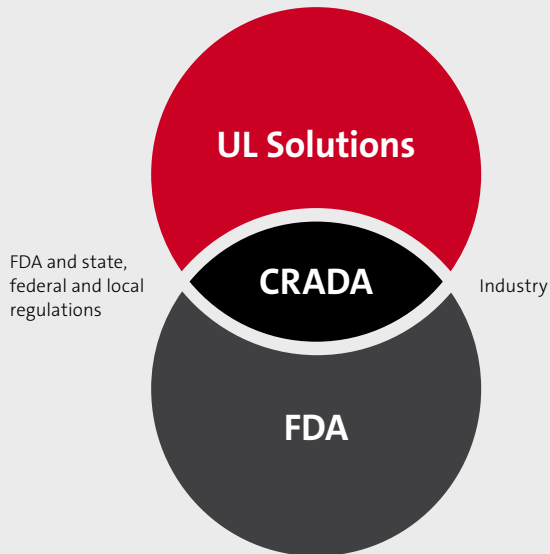 UL Solutions
FDA and state,
federal and local
regulations
CRADA
Industry
FDA